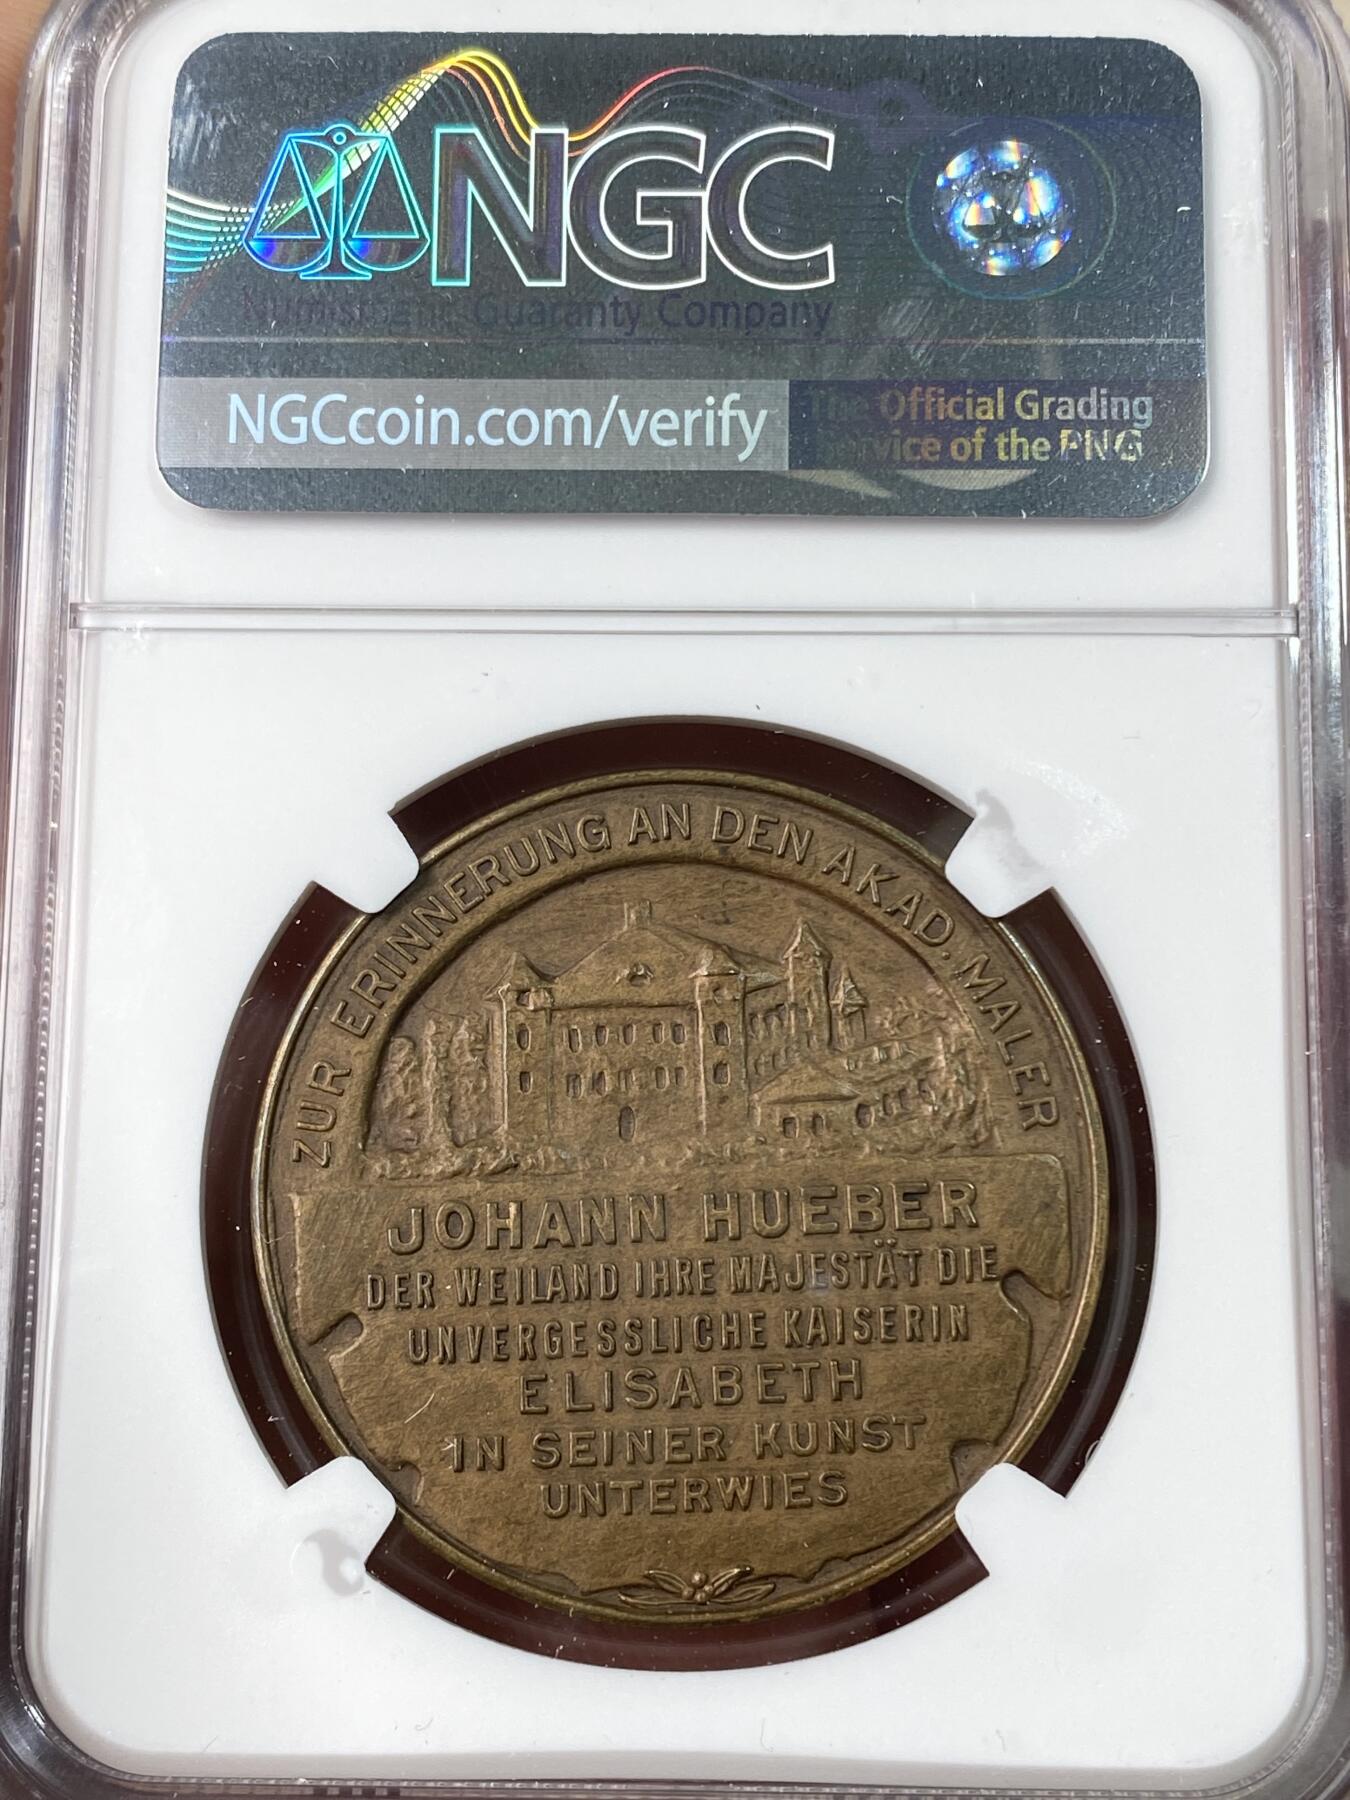 NGC
Numismatic Guaranty Company
NGCcoin.com/verify
The Official Grading
Service of the PNG
ZUR ERINNERUNG AN DEN AKAD. MALER
JOHANN HUEBER
DER WEILAND IHRE MAJESTÄT DIE
UNVERGESSLICHE KAISERIN
ELISABETH
IN SEINER KUNST
UNTERWIES